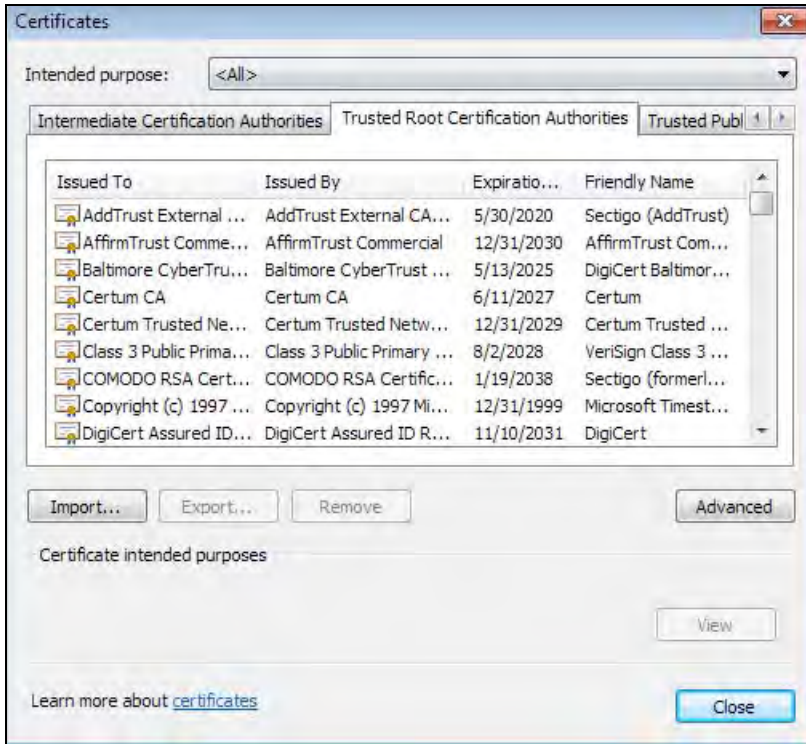 Certificates
Intended purpose: <All>
Intermediate Certification Authorities Trusted Root Certification Authorities Trusted Publ
Issued To Issued By Expiratio... Friendly Name
AddTrust External ... AddTrust External CA... 5/30/2020 Sectigo (AddTrust)
AffirmTrust Comme... AffirmTrust Commercial 12/31/2030 AffirmTrust Com...
Baltimore CyberTru... Baltimore CyberTrust ... 5/13/2025 DigiCert Baltimor...
Certum CA Certum CA 6/11/2027 Certum
Certum Trusted Ne... Certum Trusted Netw... 12/31/2029 Certum Trusted ...
Class 3 Public Prima... Class 3 Public Primary ... 8/2/2028 VeriSign Class 3 ...
COMODO RSA Cert... COMODO RSA Certific... 1/19/2038 Sectigo (formerl...
Copyright (c) 1997 ... Copyright (c) 1997 Mi... 12/31/1999 Microsoft Timest...
DigiCert Assured ID... DigiCert Assured ID R... 11/10/2031 DigiCert
Import... Export... Remove Advanced
Certificate intended purposes
View
Learn more about certificates
Close